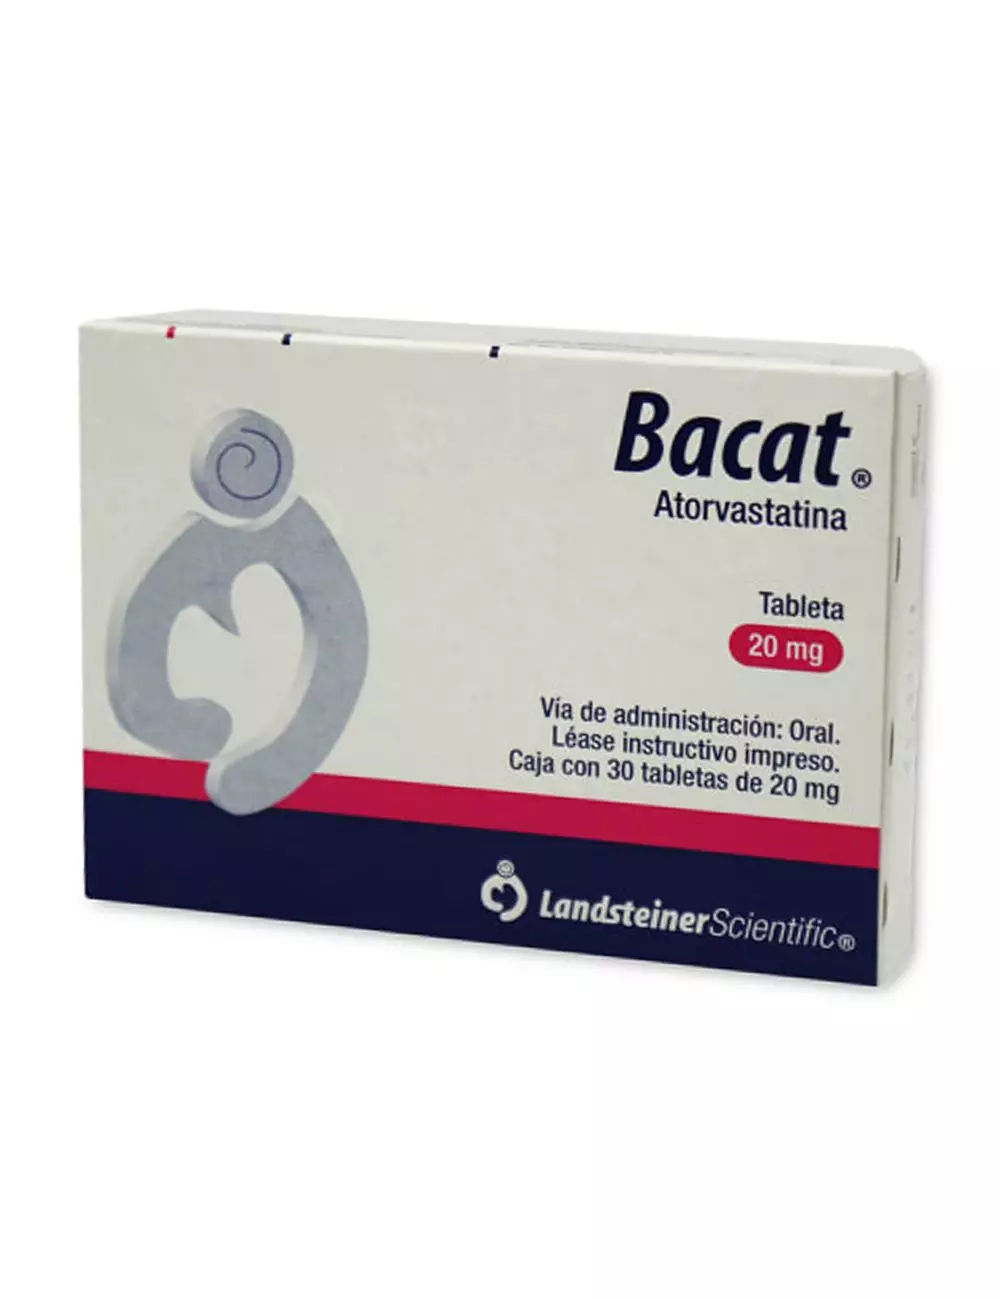 Bacat®
Atorvastatina
Tableta
20 mg
Vía de administración: Oral.
Léase instructivo impreso.
Caja con 30 tabletas de 20 mg
LandsteinerScientific®